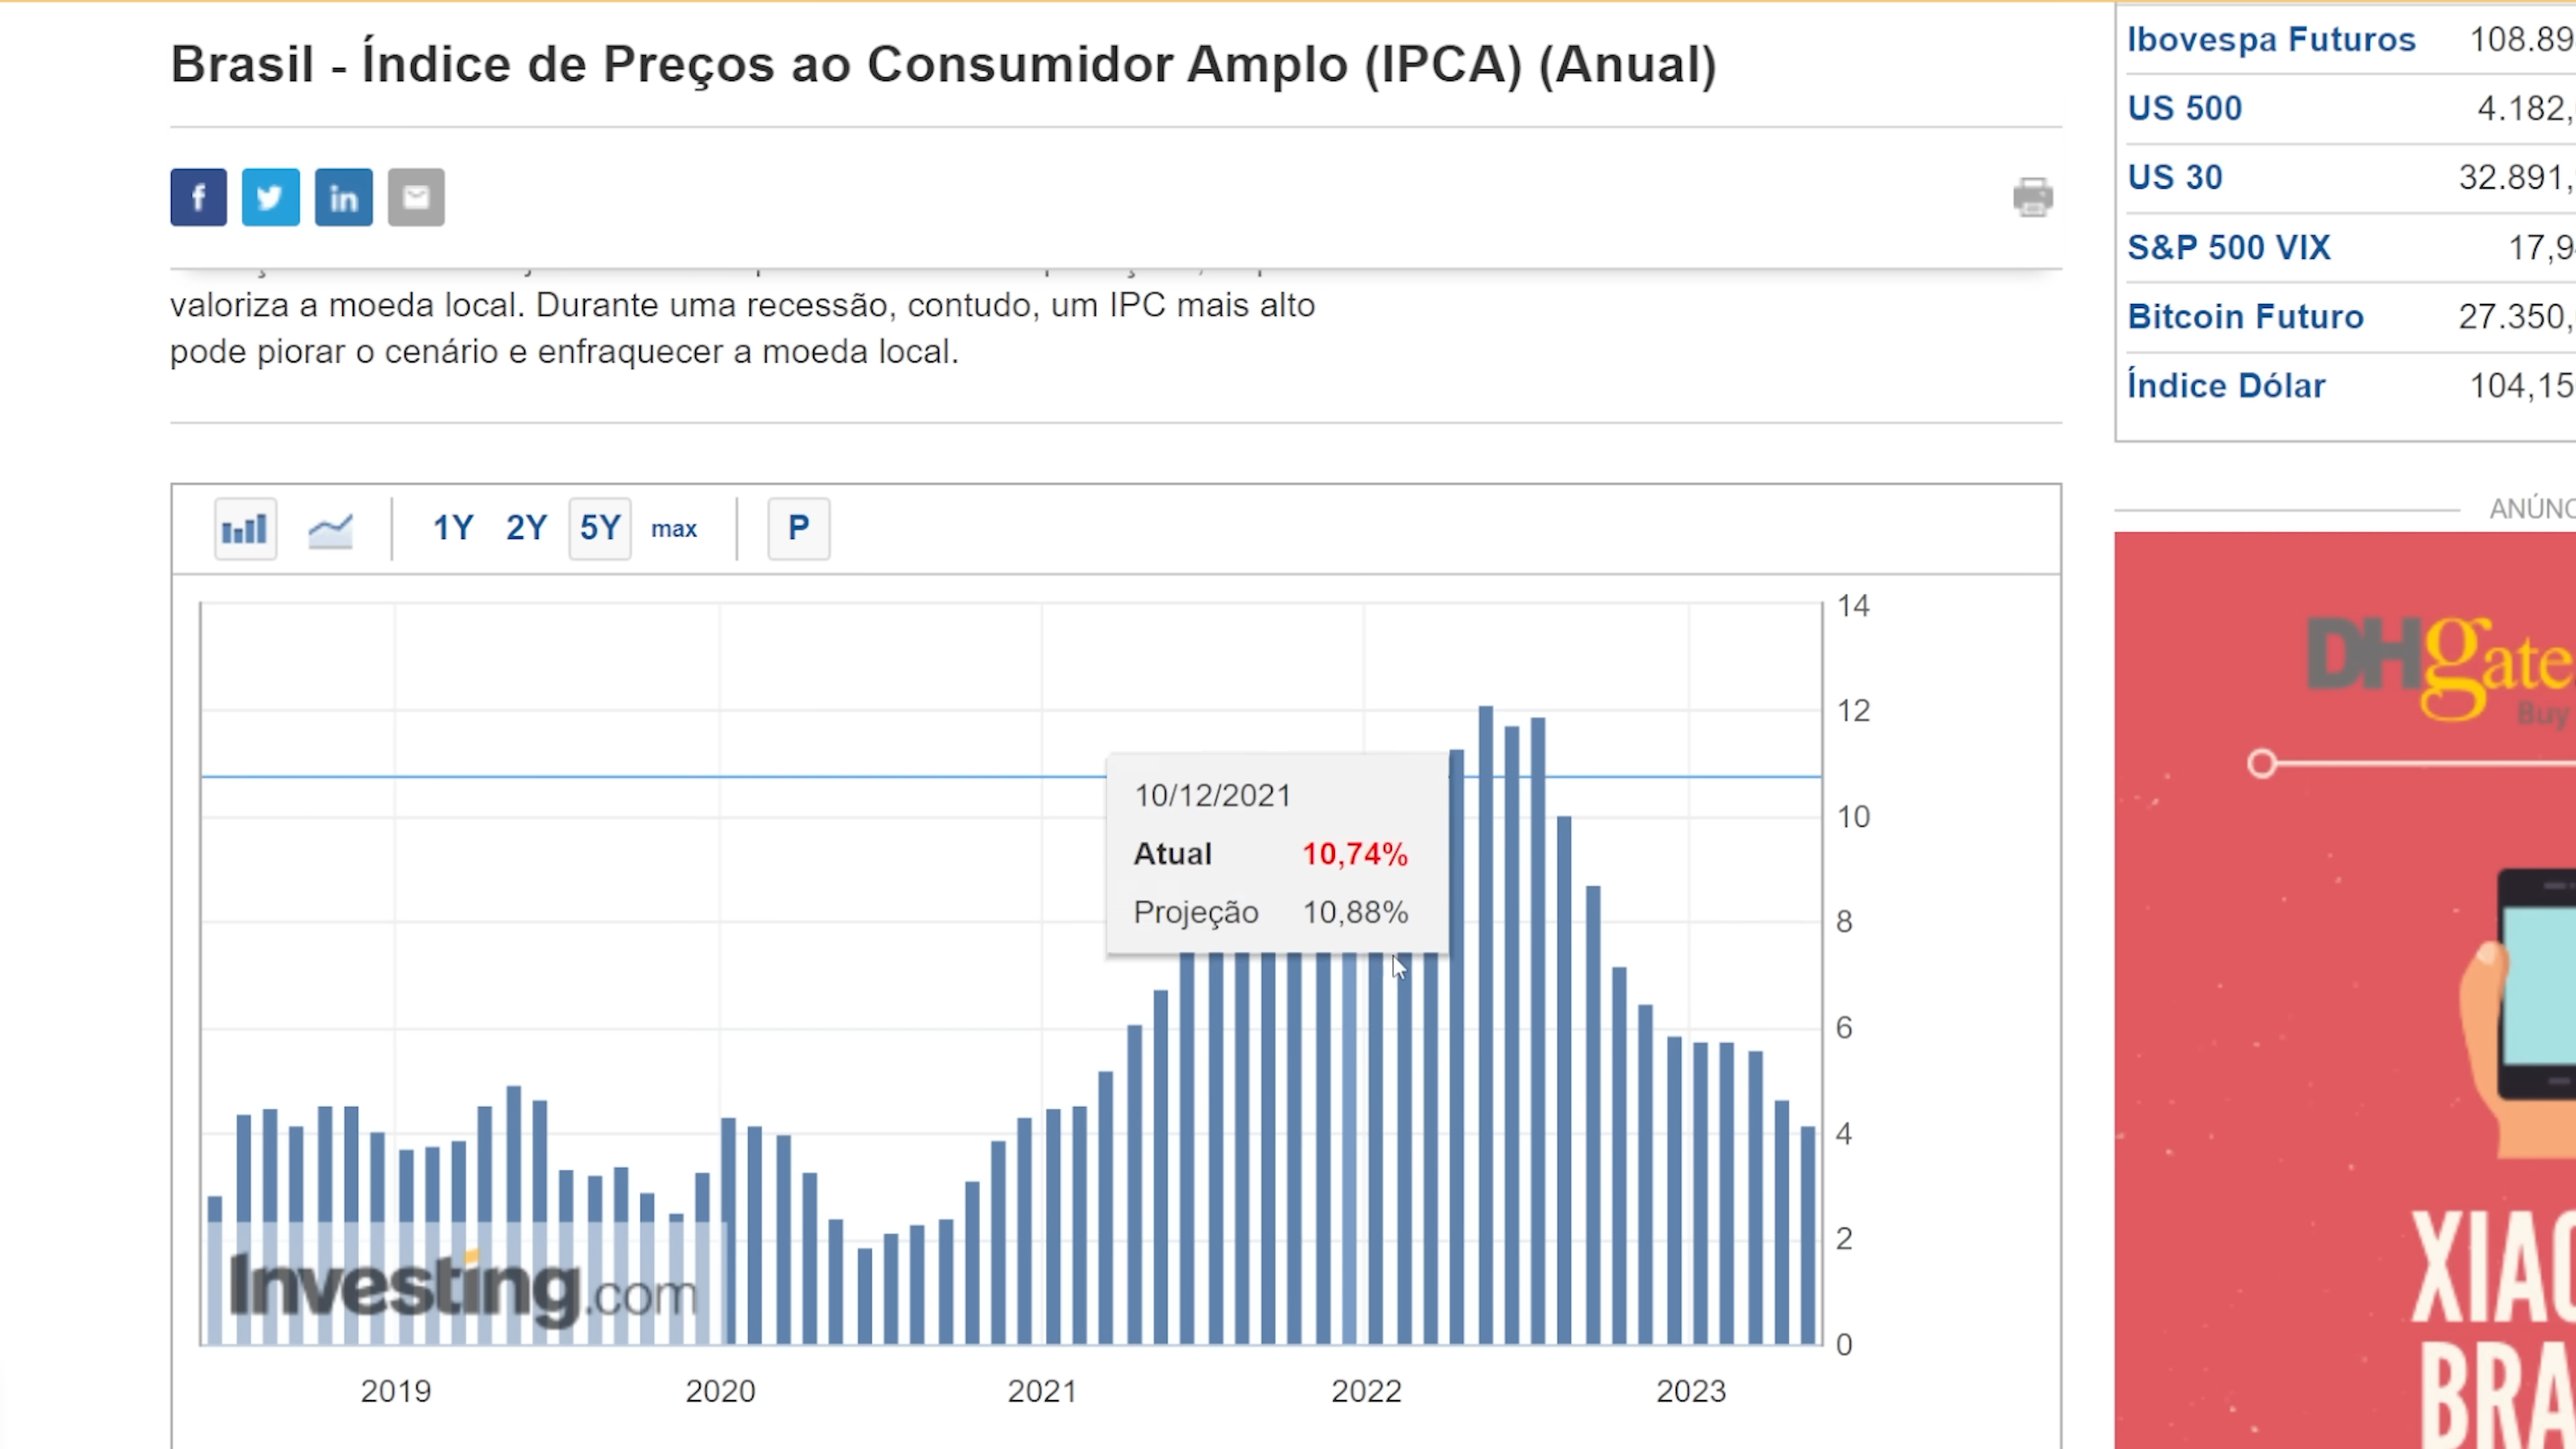 Brasil - Índice de Preços ao Consumidor Amplo (IPCA) (Anual)
valoriza a moeda local. Durante uma recessão, contudo, um IPC mais alto
pode piorar o cenário e enfraquecer a moeda local.
1Y 2Y 5Y max P
14
12
10
8
6
4
2
0
10/12/2021
Atual 10,74%
Projeção 10,88%
Investing.com
2019 2020 2021 2022 2023
Ibovespa Futuros 108.89
US 500 4.182,
US 30 32.891,
S&P 500 VIX 17,9
Bitcoin Futuro 27.350,
Índice Dólar 104,15
DHgate
Buy